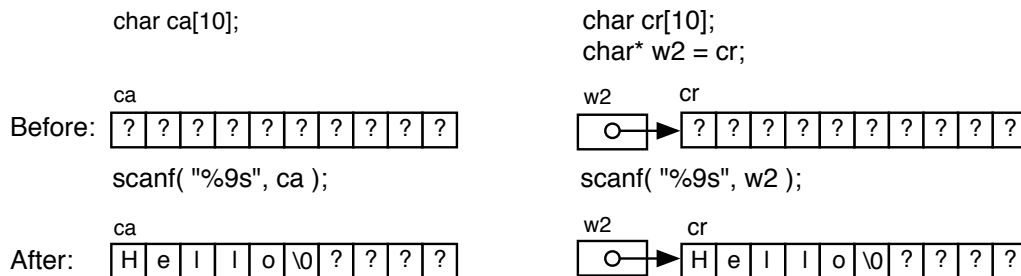 char ca[10];
char cr[10];
char* w2 = cr;
ca
w2 cr
Before: ? ? ? ? ? ? ? ? ? ? ? ? ? ? ? ? ? ? ? ?
scanf( "%9s", ca );
scanf( "%9s", w2 );
ca
w2 cr
After: H e l l o \0 ? ? ? ? H e l l o \0 ? ? ? ?